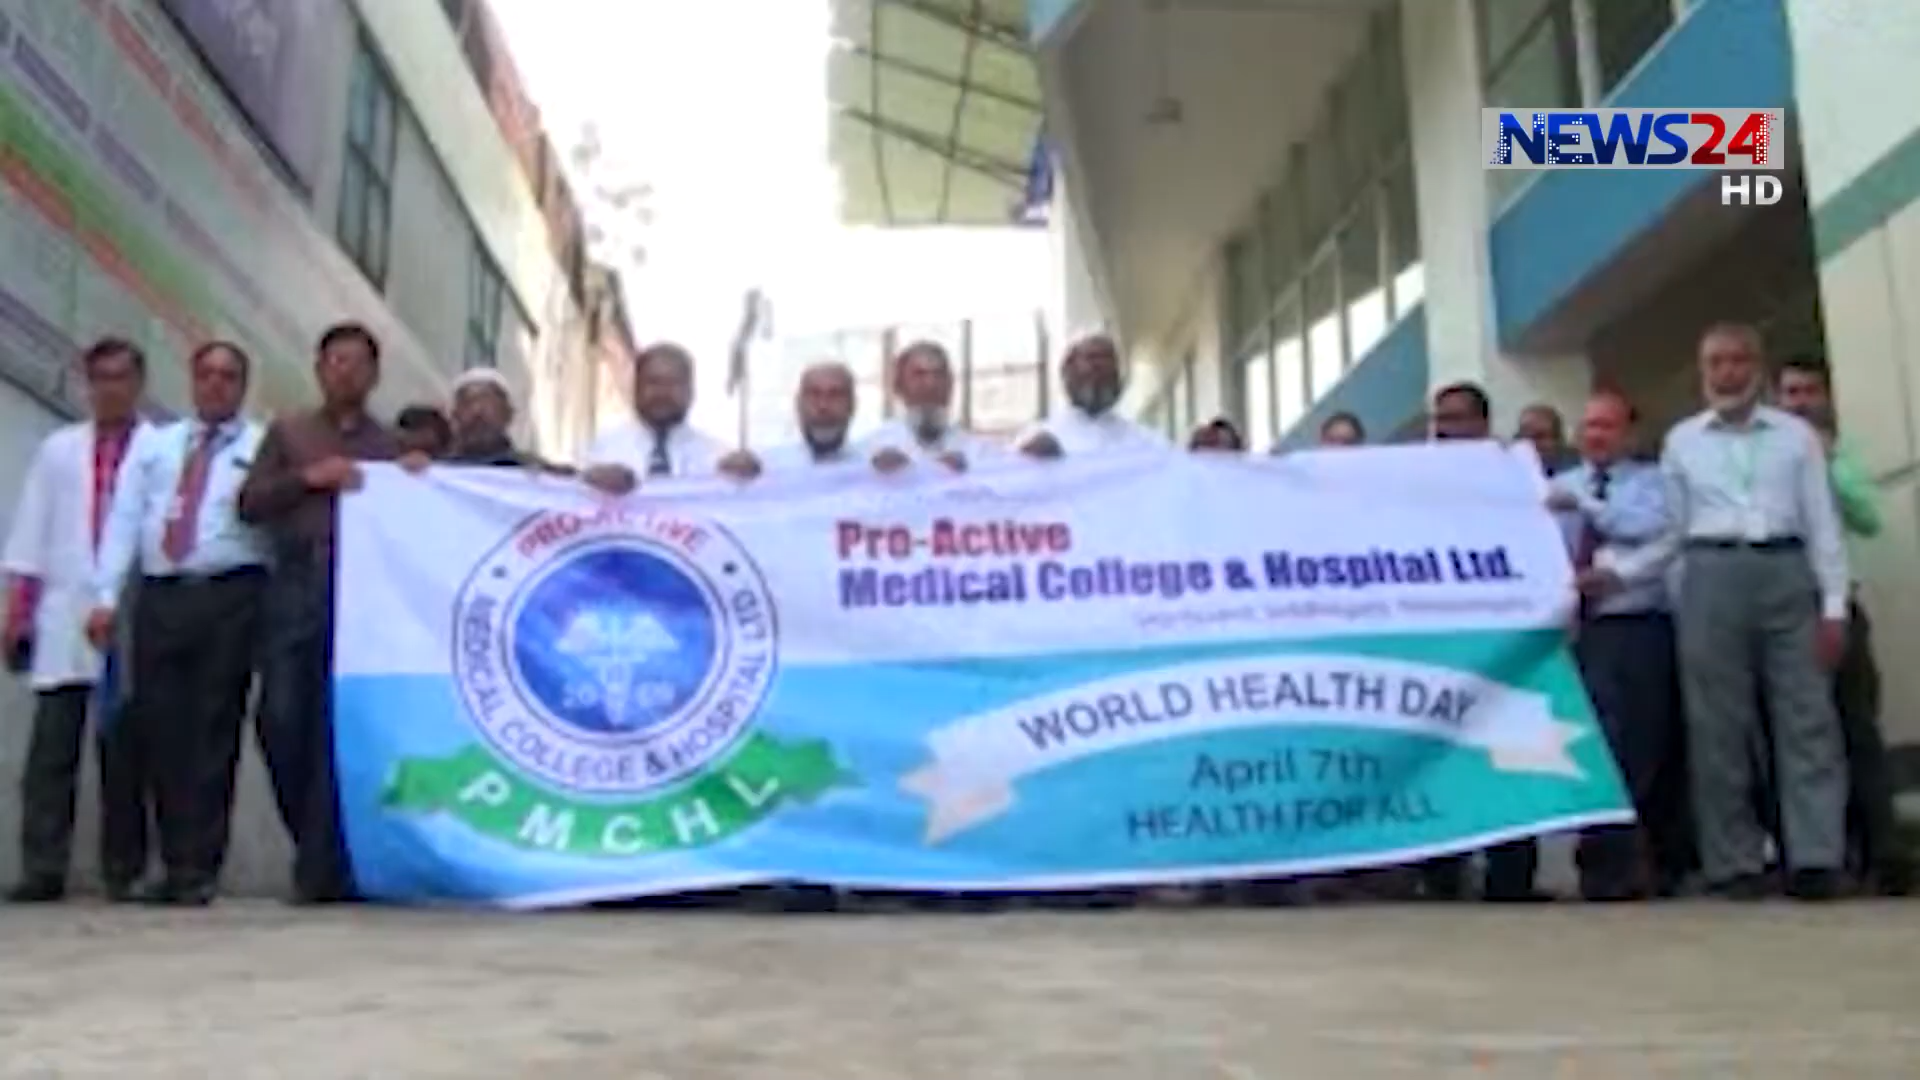 NEWS24
HD
PRO-ACTIVE
MEDICAL COLLEGE & HOSPITAL LTD
2009
PMCHL
Pro-Active
Medical College & Hospital Ltd.
WORLD HEALTH DAY
April 7th
HEALTH FOR ALL